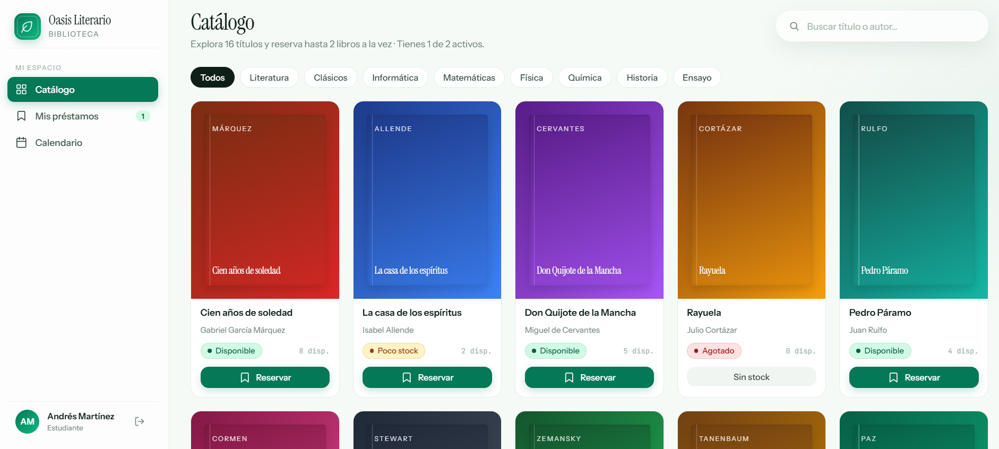 Oasis Literario
BIBLIOTECA
MI ESPACIO
Catálogo
Mis préstamos 1
Calendario
AM
Andrés Martínez
Estudiante
Catálogo
Explora 16 títulos y reserva hasta 2 libros a la vez · Tienes 1 de 2 activos.
Buscar título o autor...
Todos Literatura Clásicos Informática Matemáticas Física Química Historia Ensayo
MÁRQUEZ
Cien años de soledad
Cien años de soledad
Gabriel García Márquez
Disponible 8 disp.
Reservar
ALLENDE
La casa de los espíritus
La casa de los espíritus
Isabel Allende
Poco stock 2 disp.
Reservar
CERVANTES
Don Quijote de la Mancha
Don Quijote de la Mancha
Miguel de Cervantes
Disponible 5 disp.
Reservar
CORTÁZAR
Rayuela
Rayuela
Julio Cortázar
Agotado 0 disp.
Sin stock
RULFO
Pedro Páramo
Pedro Páramo
Juan Rulfo
Disponible 4 disp.
Reservar
CORMEN
STEWART
ZEMANSKY
TANENBAUM
PAZ